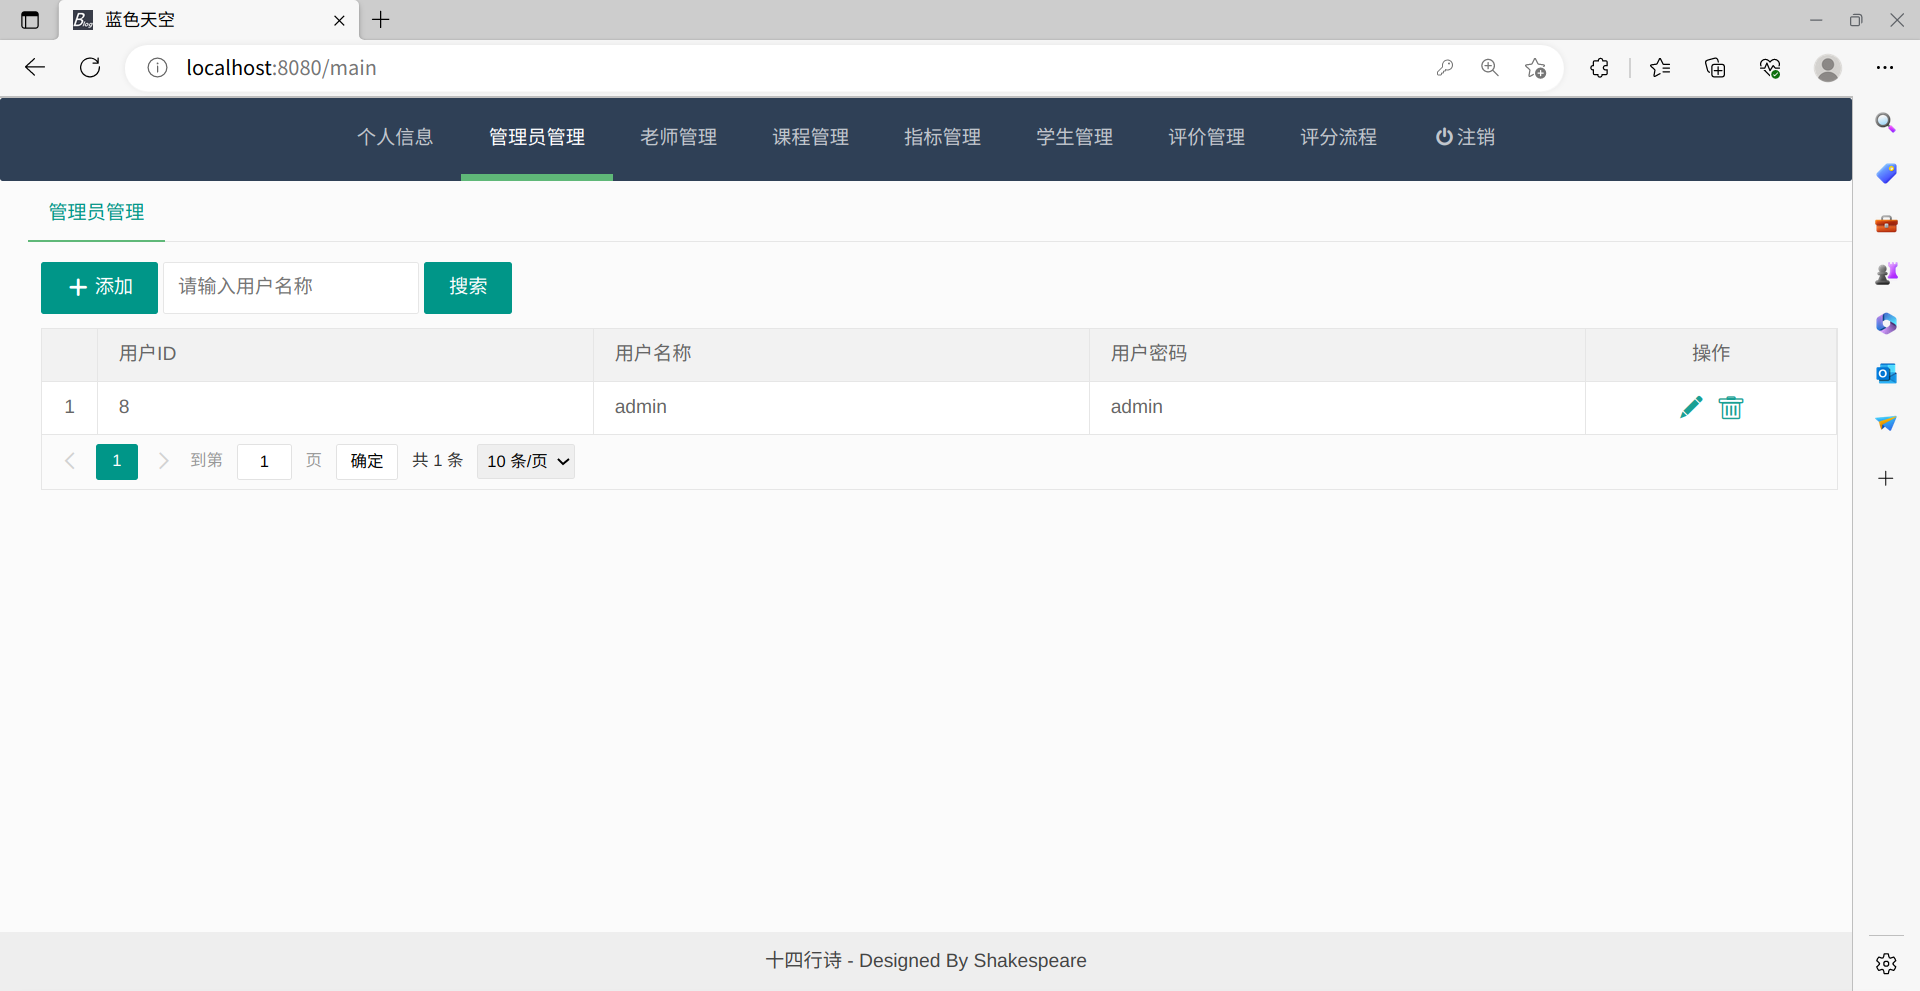 蓝色天空
localhost:8080/main
个人信息 管理员管理 老师管理 课程管理 指标管理 学生管理 评价管理 评分流程 注销
管理员管理
添加 请输入用户名称 搜索
用户ID 用户名称 用户密码 操作
1 8 admin admin
1 到第 1 页 确定 共 1 条 10 条/页
十四行诗 - Designed By Shakespeare